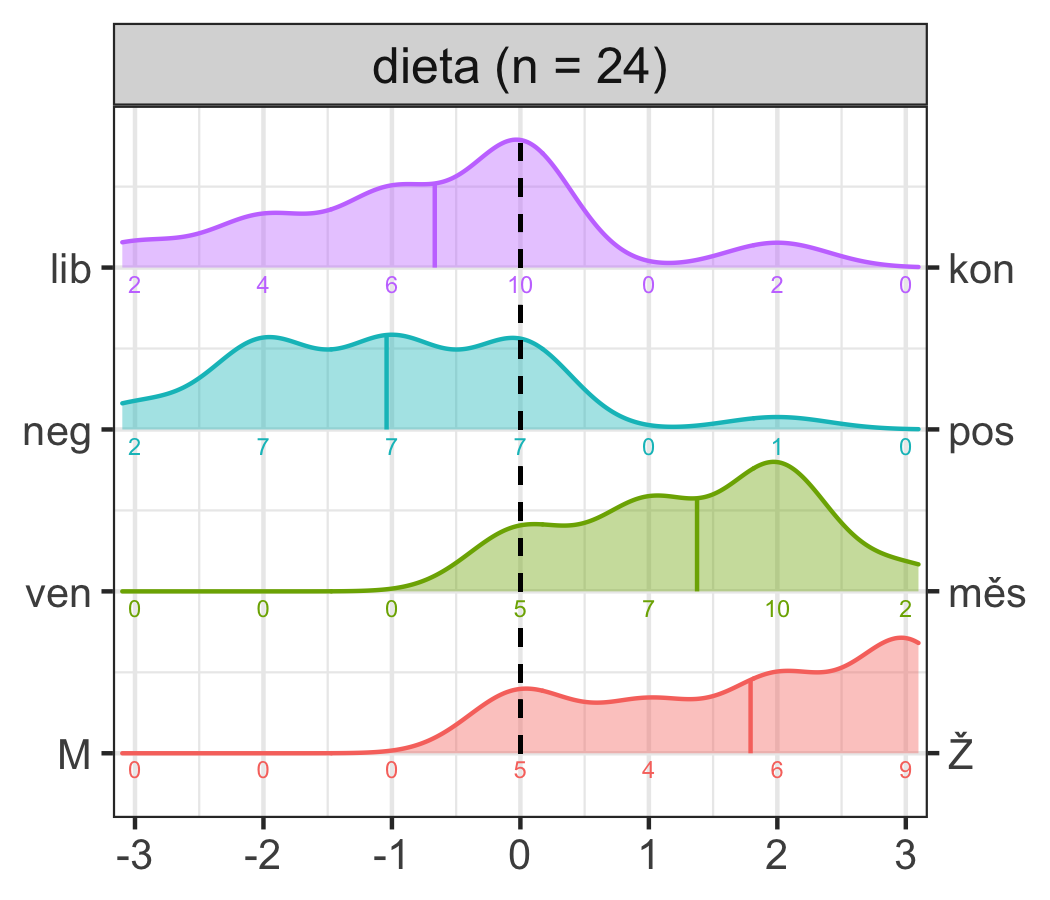 dieta (n = 24)
lib kon
2 4 6 10 0 2 0
neg pos
2 7 7 7 0 1 0
ven měs
0 0 0 5 7 10 2
M Ž
0 0 0 5 4 6 9
-3 -2 -1 0 1 2 3